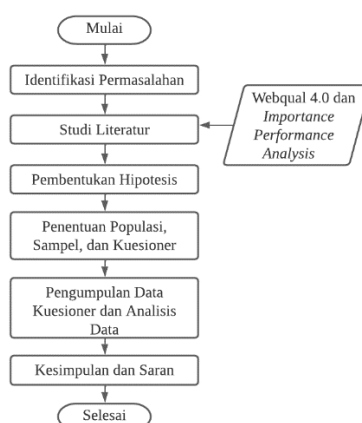 Mulai
Identifikasi Permasalahan
Studi Literatur
Webqual 4.0 dan
Importance
Performance
Analysis
Pembentukan Hipotesis
Penentuan Populasi,
Sampel, dan Kuesioner
Pengumpulan Data
Kuesioner dan Analisis
Data
Kesimpulan dan Saran
Selesai